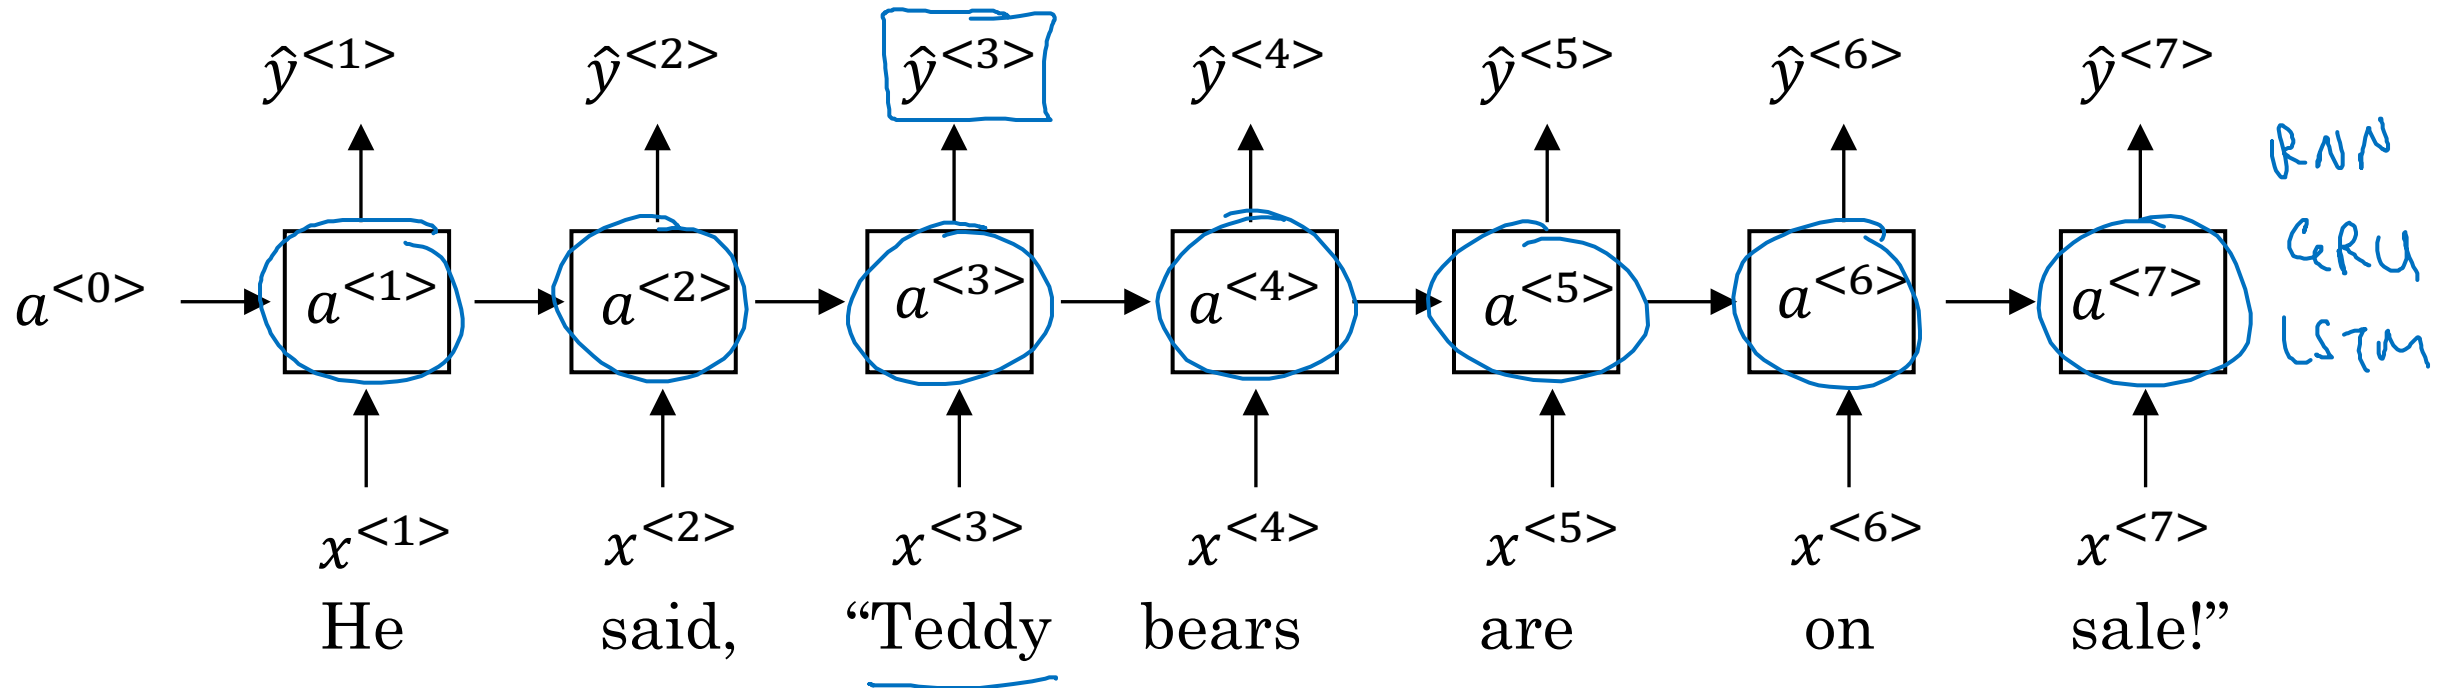 ŷ<1> ŷ<2> ŷ<3> ŷ<4> ŷ<5> ŷ<6> ŷ<7>
RNN
GRU
LSTM
a<0> a<1> a<2> a<3> a<4> a<5> a<6> a<7>
x<1> x<2> x<3> x<4> x<5> x<6> x<7>
He said, “Teddy bears are on sale!”